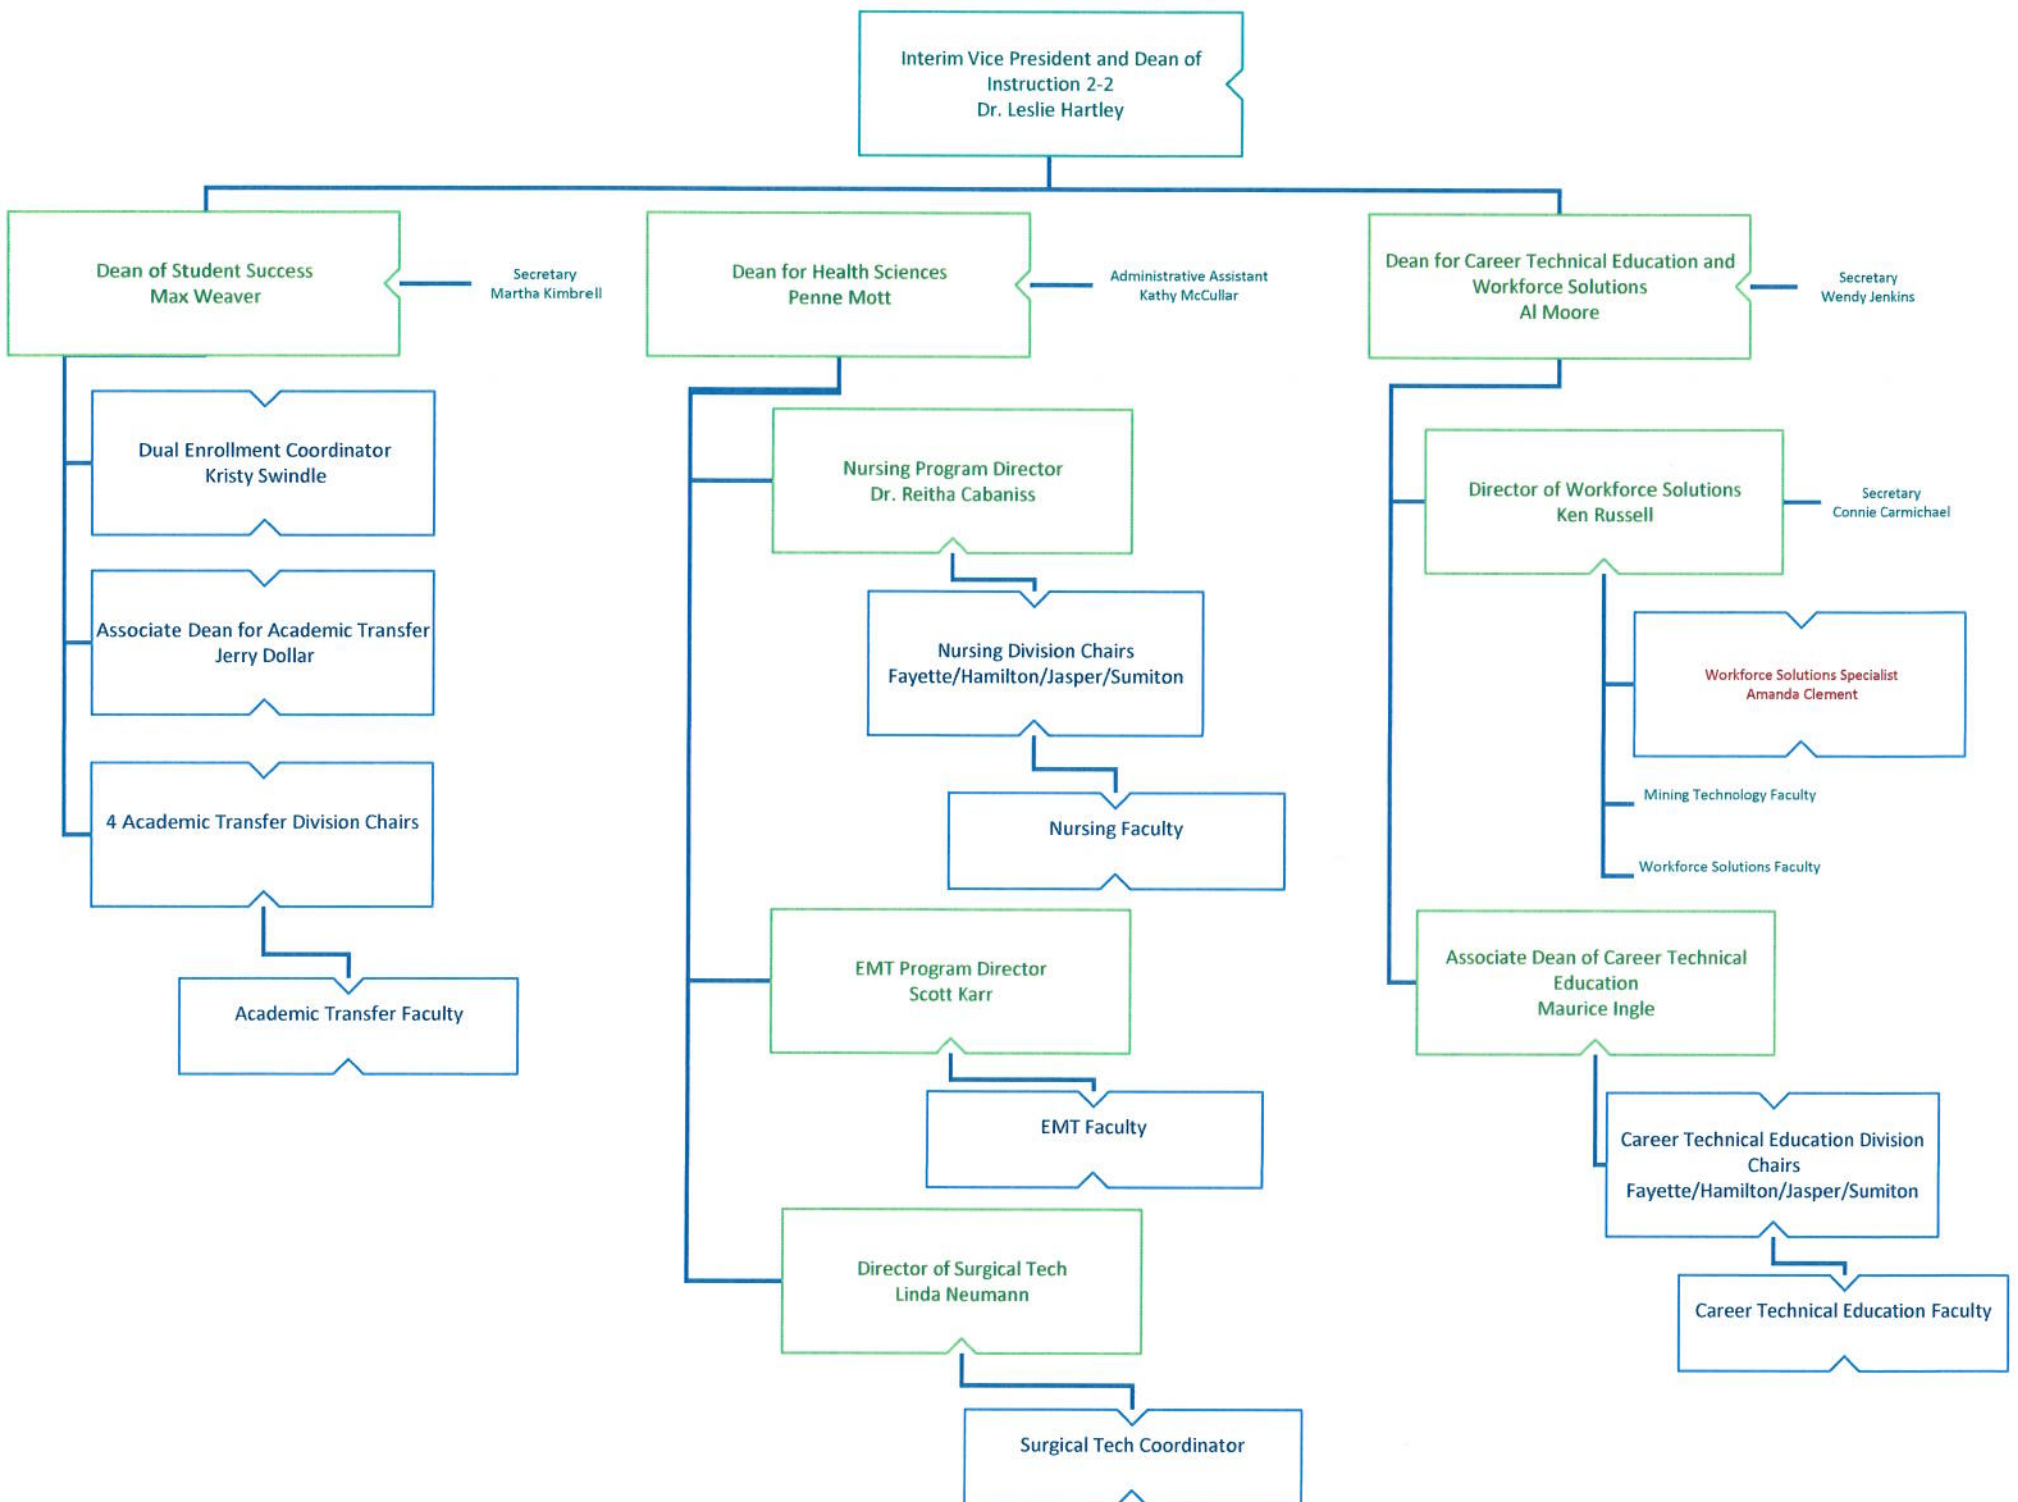 Interim Vice President and Dean of
Instruction 2-2
Dr. Leslie Hartley
Dean of Student Success
Max Weaver
Secretary
Martha Kimbrell
Dean for Health Sciences
Penne Mott
Administrative Assistant
Kathy McCullar
Dean for Career Technical Education and
Workforce Solutions
Al Moore
Secretary
Wendy Jenkins
Dual Enrollment Coordinator
Kristy Swindle
Associate Dean for Academic Transfer
Jerry Dollar
4 Academic Transfer Division Chairs
Academic Transfer Faculty
Nursing Program Director
Dr. Reitha Cabaniss
Nursing Division Chairs
Fayette/Hamilton/Jasper/Sumiton
Nursing Faculty
EMT Program Director
Scott Karr
EMT Faculty
Director of Surgical Tech
Linda Neumann
Surgical Tech Coordinator
Director of Workforce Solutions
Ken Russell
Secretary
Connie Carmichael
Workforce Solutions Specialist
Amanda Clement
Mining Technology Faculty
Workforce Solutions Faculty
Associate Dean of Career Technical
Education
Maurice Ingle
Career Technical Education Division
Chairs
Fayette/Hamilton/Jasper/Sumiton
Career Technical Education Faculty